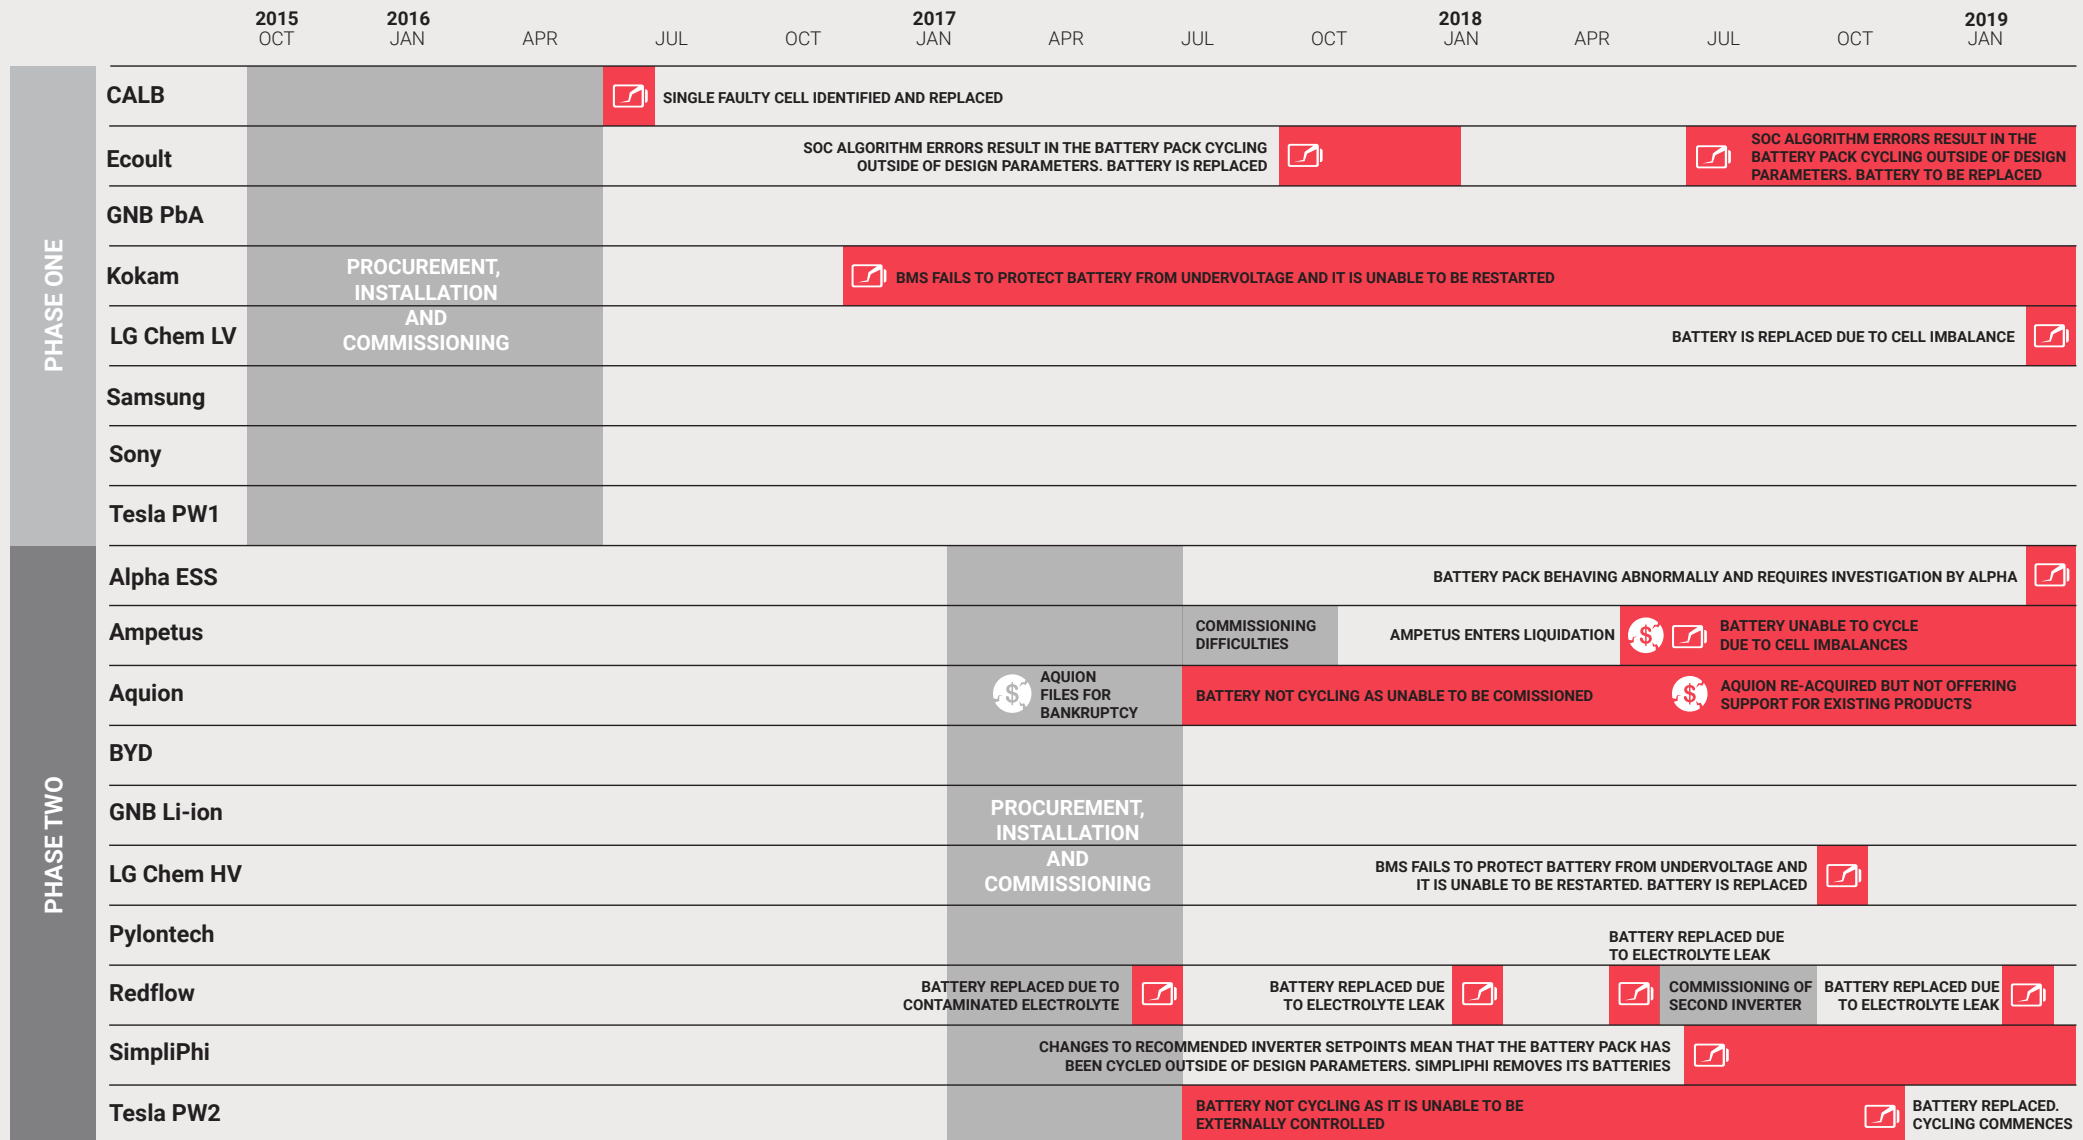 2015
OCT
2016
JAN
APR
JUL
OCT
2017
JAN
APR
JUL
OCT
2018
JAN
APR
JUL
OCT
2019
JAN
PHASE ONE
PROCUREMENT,
INSTALLATION
AND
COMMISSIONING
CALB
SINGLE FAULTY CELL IDENTIFIED AND REPLACED
Ecoult
SOC ALGORITHM ERRORS RESULT IN THE BATTERY PACK CYCLING
OUTSIDE OF DESIGN PARAMETERS. BATTERY IS REPLACED
SOC ALGORITHM ERRORS RESULT IN THE
BATTERY PACK CYCLING OUTSIDE OF DESIGN
PARAMETERS. BATTERY TO BE REPLACED
GNB PbA
Kokam
BMS FAILS TO PROTECT BATTERY FROM UNDERVOLTAGE AND IT IS UNABLE TO BE RESTARTED
LG Chem LV
BATTERY IS REPLACED DUE TO CELL IMBALANCE
Samsung
Sony
Tesla PW1
PHASE TWO
PROCUREMENT,
INSTALLATION
AND
COMMISSIONING
Alpha ESS
BATTERY PACK BEHAVING ABNORMALLY AND REQUIRES INVESTIGATION BY ALPHA
Ampetus
COMMISSIONING
DIFFICULTIES
AMPETUS ENTERS LIQUIDATION
$
BATTERY UNABLE TO CYCLE
DUE TO CELL IMBALANCES
Aquion
$
AQUION
FILES FOR
BANKRUPTCY
BATTERY NOT CYCLING AS UNABLE TO BE COMISSIONED
$
AQUION RE-ACQUIRED BUT NOT OFFERING
SUPPORT FOR EXISTING PRODUCTS
BYD
GNB Li-ion
LG Chem HV
BMS FAILS TO PROTECT BATTERY FROM UNDERVOLTAGE AND
IT IS UNABLE TO BE RESTARTED. BATTERY IS REPLACED
Pylontech
BATTERY REPLACED DUE
TO ELECTROLYTE LEAK
Redflow
BATTERY REPLACED DUE TO
CONTAMINATED ELECTROLYTE
BATTERY REPLACED DUE
TO ELECTROLYTE LEAK
COMMISSIONING OF
SECOND INVERTER
BATTERY REPLACED DUE
TO ELECTROLYTE LEAK
SimpliPhi
CHANGES TO RECOMMENDED INVERTER SETPOINTS MEAN THAT THE BATTERY PACK HAS
BEEN CYCLED OUTSIDE OF DESIGN PARAMETERS. SIMPLIPHI REMOVES ITS BATTERIES
Tesla PW2
BATTERY NOT CYCLING AS IT IS UNABLE TO BE
EXTERNALLY CONTROLLED
BATTERY REPLACED.
CYCLING COMMENCES